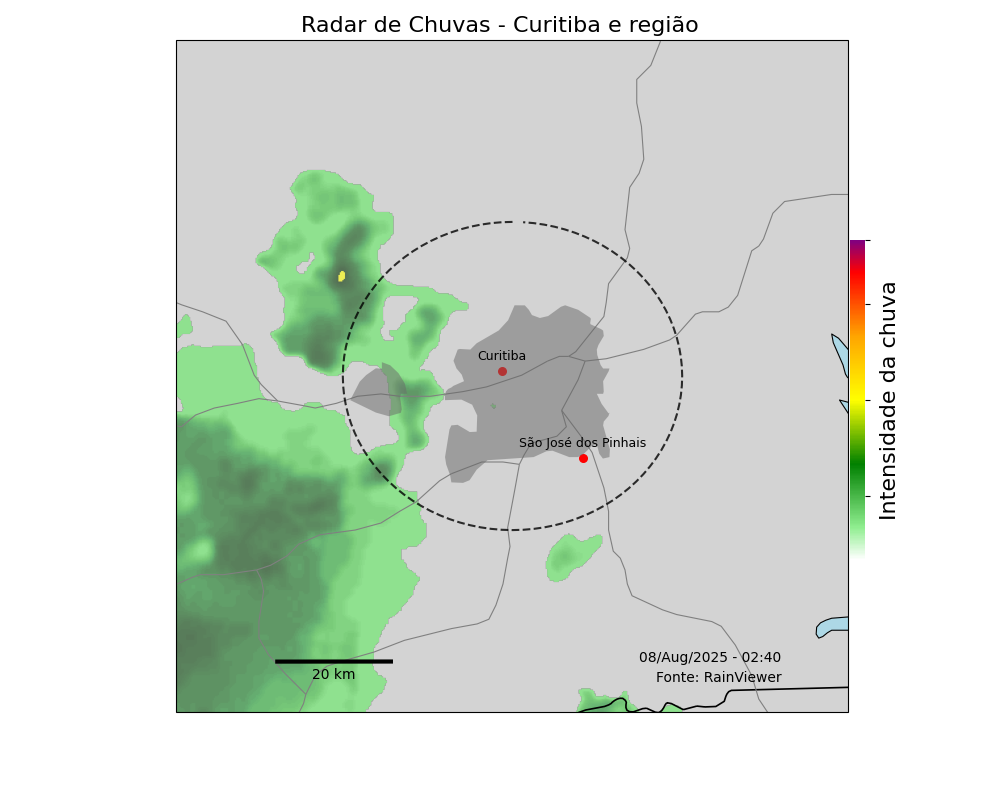 Radar de Chuvas - Curitiba e região
Curitiba
São José dos Pinhais
Intensidade da chuva
20 km
08/Aug/2025 - 02:40
Fonte: RainViewer